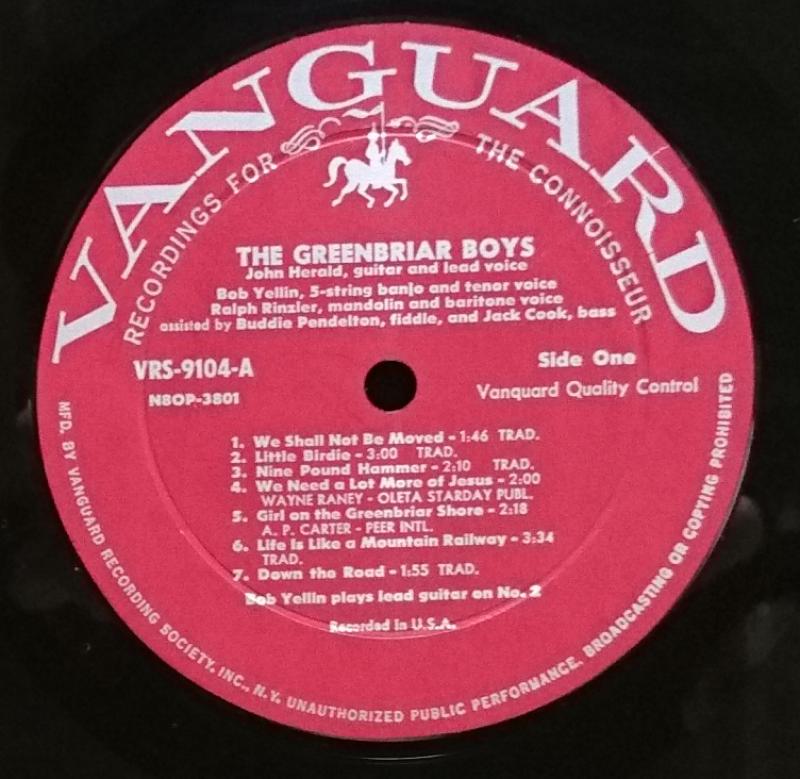 VANGUARD
RECORDINGS FOR THE CONNOISSEUR
THE GREENBRIAR BOYS
John Herald, guitar and lead voice
Bob Yellin, 5-string banjo and tenor voice
Ralph Rinzler, mandolin and baritone voice
assisted by Buddie Pendelton, fiddle, and Jack Cook, bass
VRS-9104-A
Side One
N8OP-3801
Vanguard Quality Control
1. We Shall Not Be Moved - 1:46 TRAD.
2. Little Birdie - 3:00 TRAD.
3. Nine Pound Hammer - 2:10 TRAD.
4. We Need a Lot More of Jesus - 2:00
WAYNE RANEY - OLETA STARDAY PUBL.
5. Girl on the Greenbriar Shore - 2:18
A. P. CARTER - PEER INTL.
6. Life Is Like a Mountain Railway - 3:34
TRAD.
7. Down the Road - 1:55 TRAD.
Bob Yellin plays lead guitar on No. 2
Recorded in U.S.A.
MFD. BY VANGUARD RECORDING SOCIETY, INC., N.Y. UNAUTHORIZED PUBLIC PERFORMANCE, BROADCASTING OR COPYING PROHIBITED